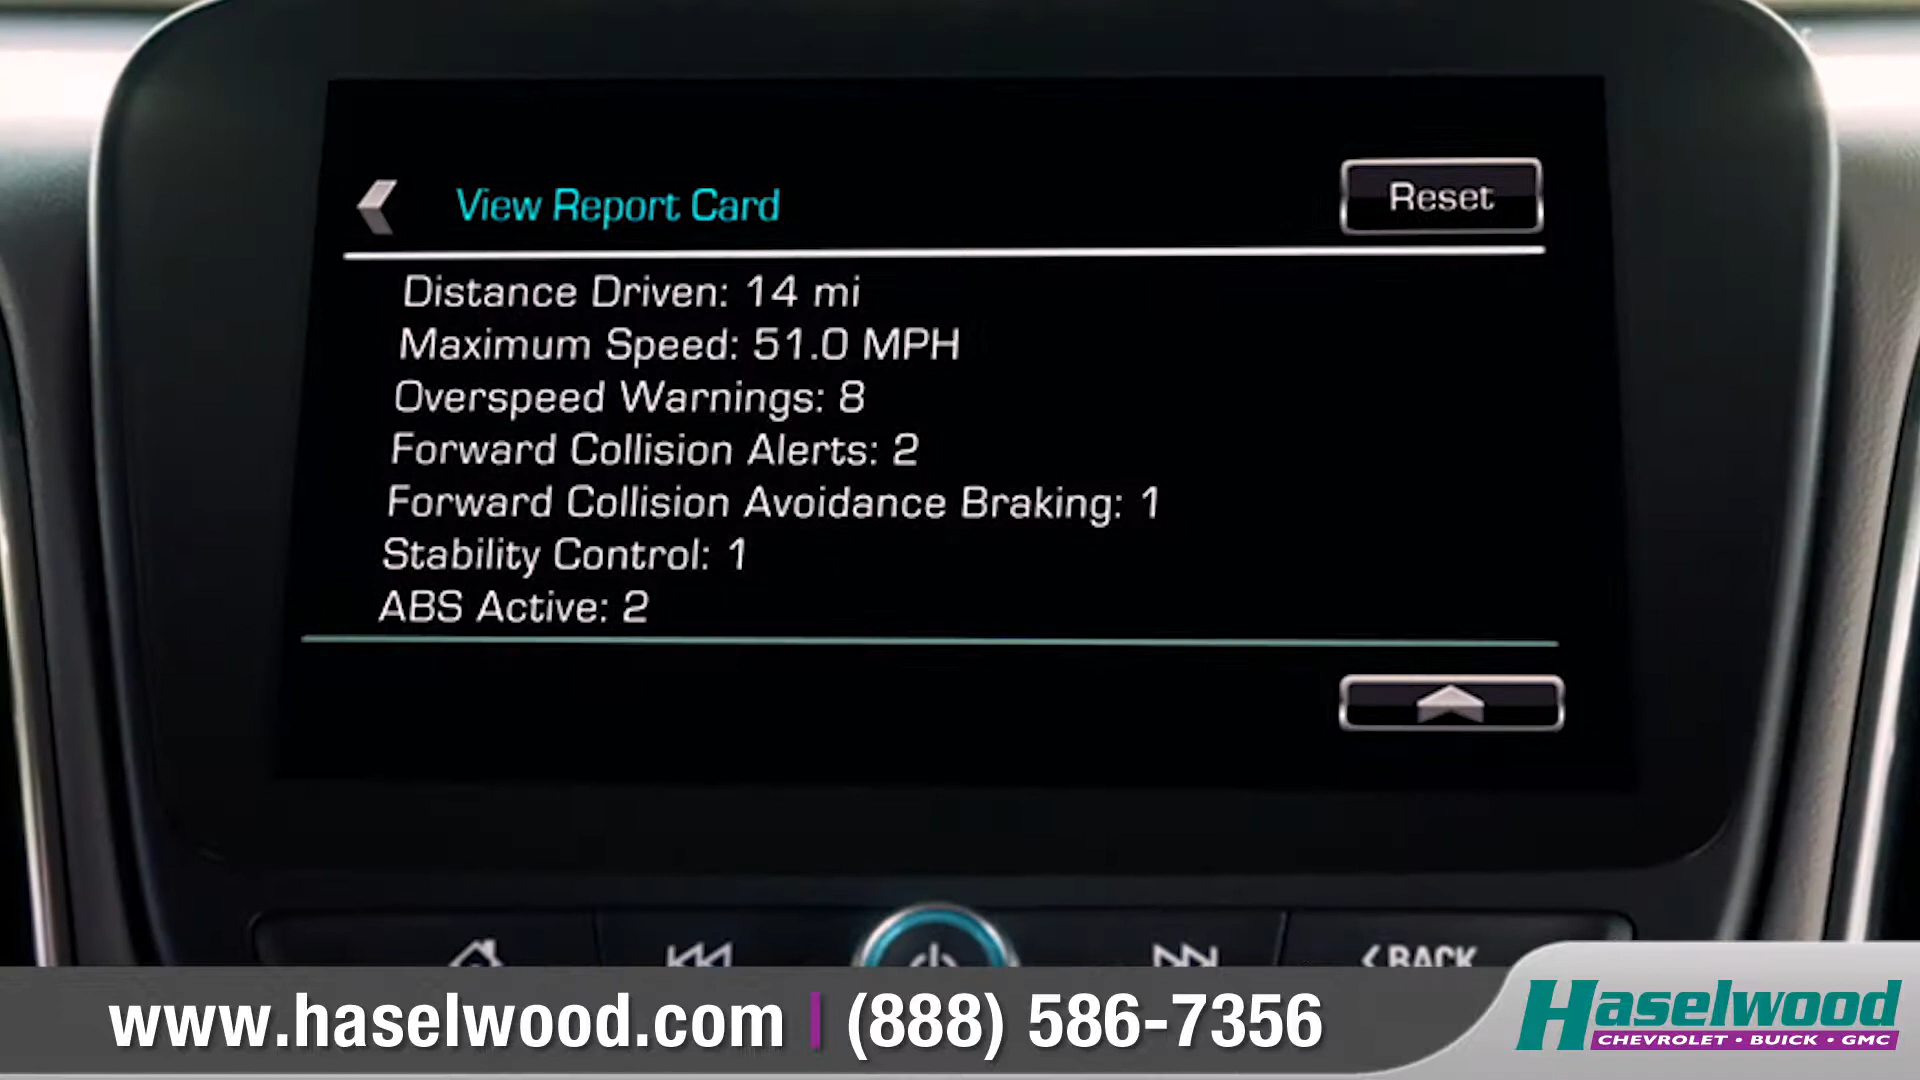 View Report Card
Reset
Distance Driven: 14 mi
Maximum Speed: 51.0 MPH
Overspeed Warnings: 8
Forward Collision Alerts: 2
Forward Collision Avoidance Braking: 1
Stability Control: 1
ABS Active: 2
BACK
www.haselwood.com | (888) 586-7356
Haselwood
CHEVROLET • BUICK • GMC